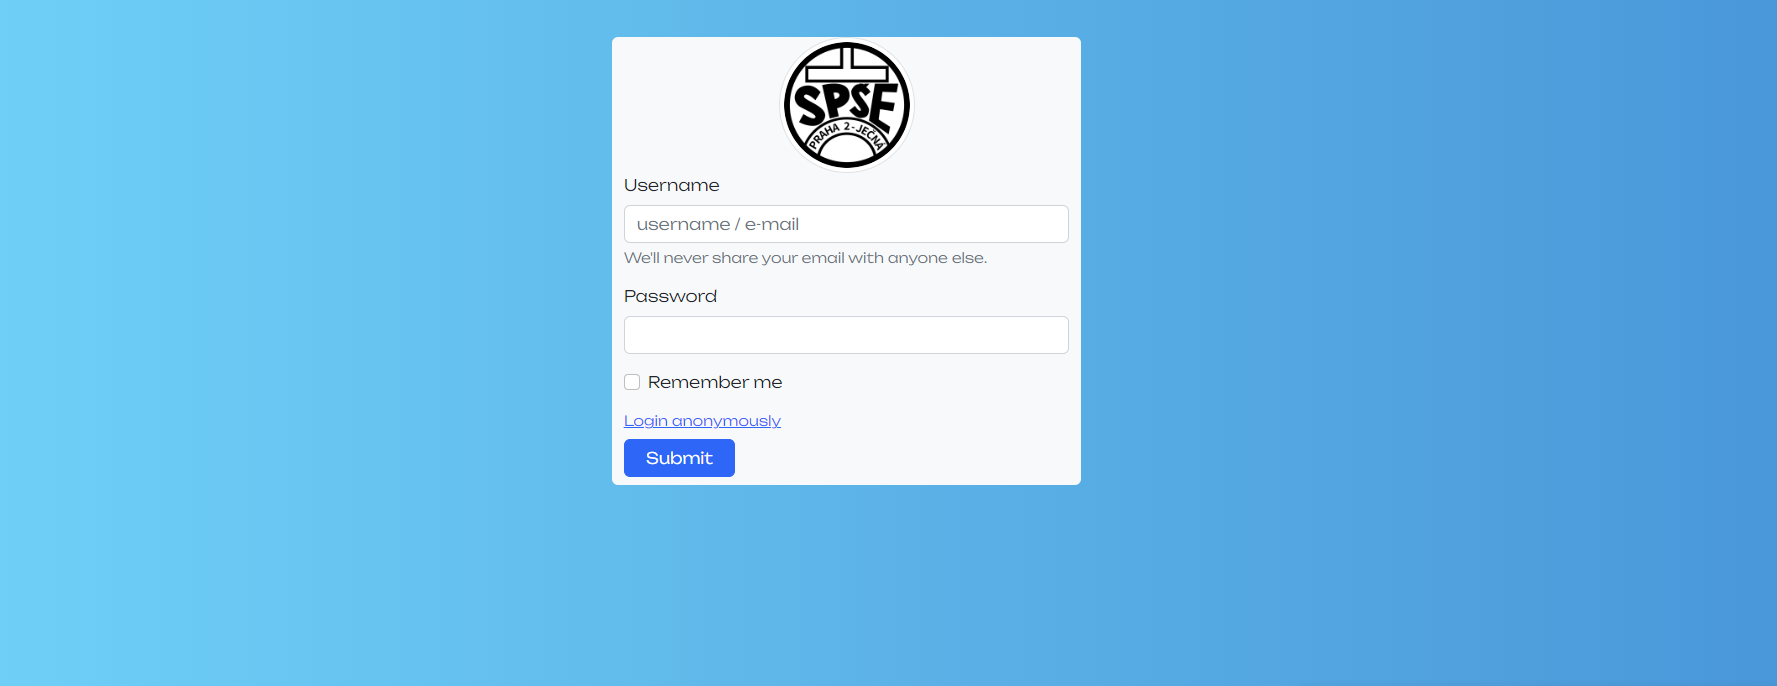 SPŠE
PRAHA 2 - JEČNÁ
Username
username / e-mail
We'll never share your email with anyone else.
Password
Remember me
Login anonymously
Submit